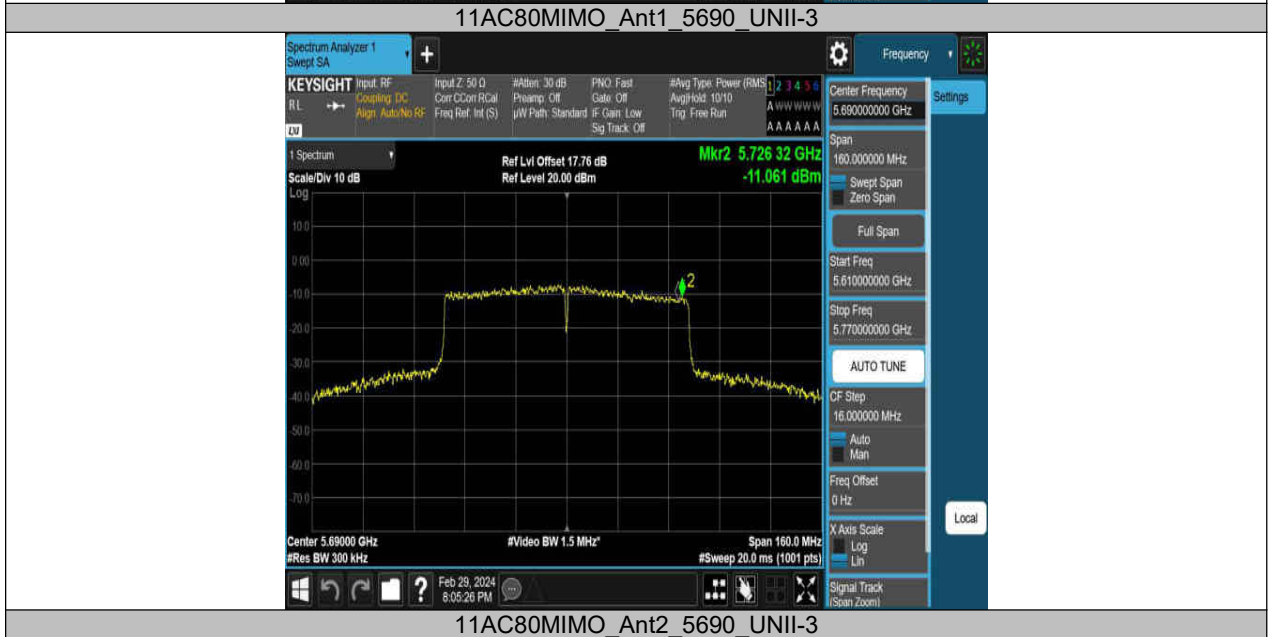 11AC80MIMO_Ant1_5690_UNII-3
Spectrum Analyzer 1
Swept SA
+
Frequency
KEYSIGHT
RL
LXI
Input: RF
Coupling: DC
Align: Auto/No RF
Input Z: 50 Ω
Corr CCorr RCal
Freq Ref: Int (S)
#Atten: 30 dB
Preamp: Off
µW Path: Standard
PNO: Fast
Gate: Off
IF Gain: Low
Sig Track: Off
#Avg Type: Power (RMS
Avg|Hold: 10/10
Trig: Free Run
1 2 3 4 5 6
A W W W W W
A A A A A A
1 Spectrum
Scale/Div 10 dB
Log
Ref Lvl Offset 17.76 dB
Ref Level 20.00 dBm
Mkr2 5.726 32 GHz
-11.061 dBm
10.0
0.00
-10.0
-20.0
-30.0
-40.0
-50.0
-60.0
-70.0
2
Center 5.69000 GHz
#Res BW 300 kHz
#Video BW 1.5 MHz*
Span 160.0 MHz
#Sweep 20.0 ms (1001 pts)
Feb 29, 2024
8:05:26 PM
?
Center Frequency
5.690000000 GHz
Settings
Span
160.000000 MHz
Swept Span
Zero Span
Full Span
Start Freq
5.610000000 GHz
Stop Freq
5.770000000 GHz
AUTO TUNE
CF Step
16.000000 MHz
Auto
Man
Freq Offset
0 Hz
X Axis Scale
Log
Lin
Local
Signal Track
(Span Zoom)
11AC80MIMO_Ant2_5690_UNII-3